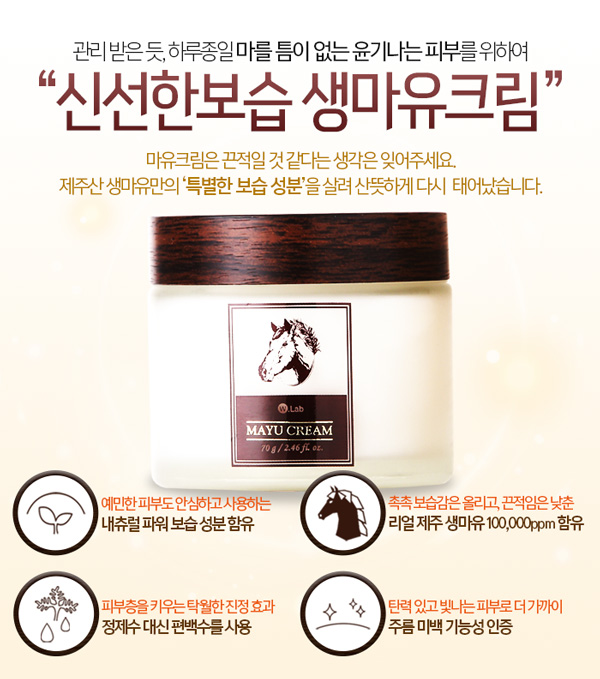 관리 받은 듯, 하루종일 마를 틈이 없는 윤기나는 피부를 위하여
“신선한보습 생마유크림”
마유크림은 끈적일 것 같다는 생각은 잊어주세요.
제주산 생마유만의 ‘특별한 보습 성분’을 살려 산뜻하게 다시 태어났습니다.
W.Lab
MAYU CREAM
70 g / 2.46 fl. oz.
예민한 피부도 안심하고 사용하는
내츄럴 파워 보습 성분 함유
촉촉 보습감은 올리고, 끈적임은 낮춘
리얼 제주 생마유 100,000ppm 함유
피부층을 키우는 탁월한 진정 효과
정제수 대신 편백수를 사용
탄력 있고 빛나는 피부로 더 가까이
주름 미백 기능성 인증